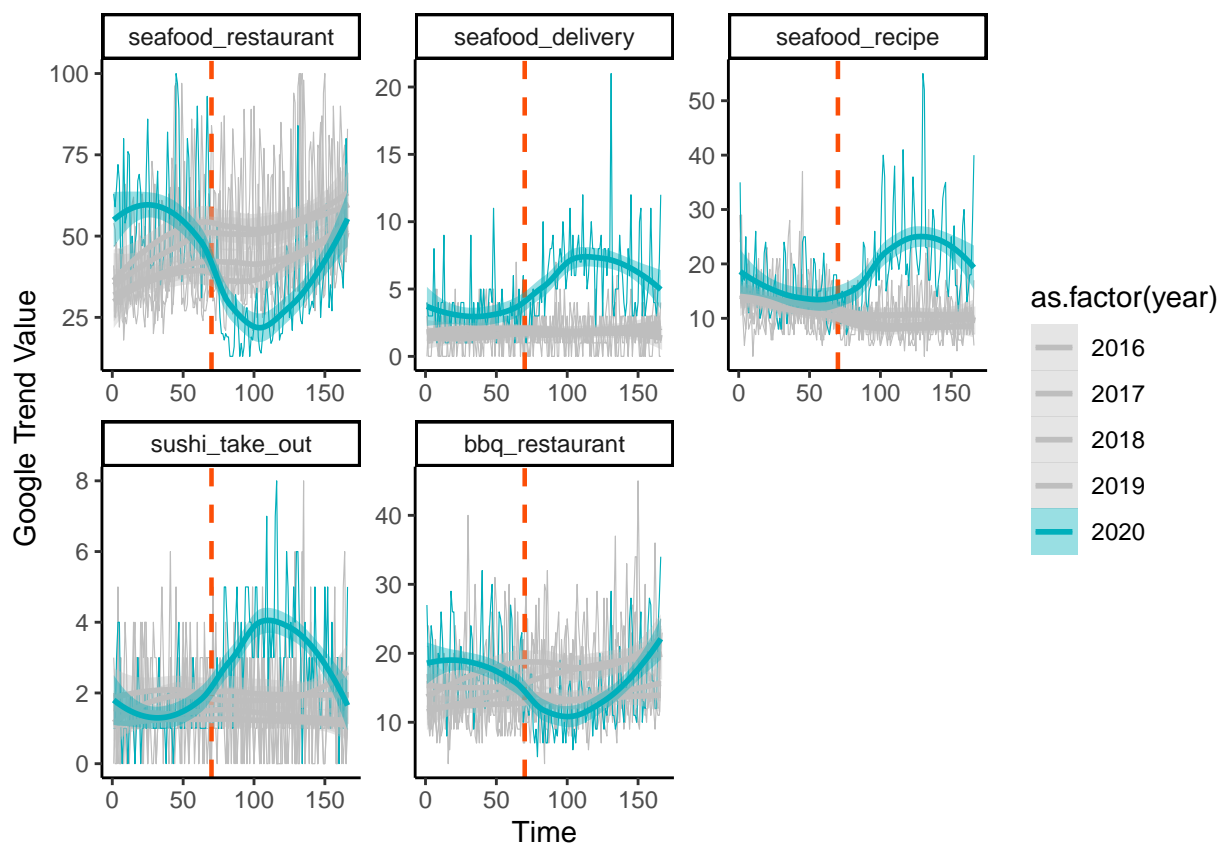 seafood_restaurant seafood_delivery seafood_recipe
100
75
50
25
20
15
10
5
0
50
40
30
20
10
0 50 100 150
0 50 100 150
0 50 100 150
sushi_take_out bbq_restaurant
8
6
4
2
0
40
30
20
10
0 50 100 150
0 50 100 150
Google Trend Value
Time
as.factor(year)
2016
2017
2018
2019
2020